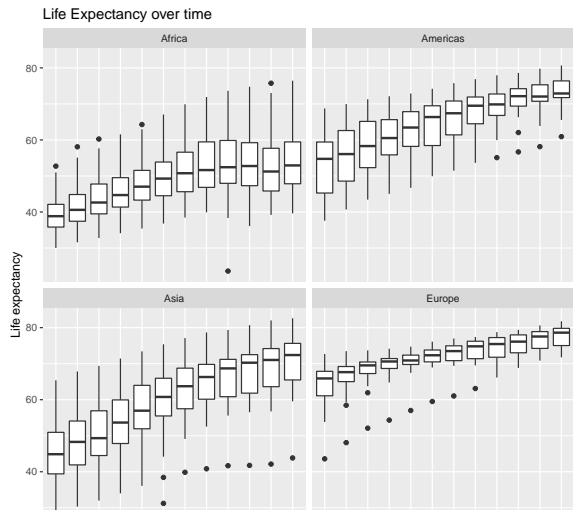 Life Expectancy over time
Africa
Americas
80
60
40
Life expectancy
Asia
Europe
80
60
40